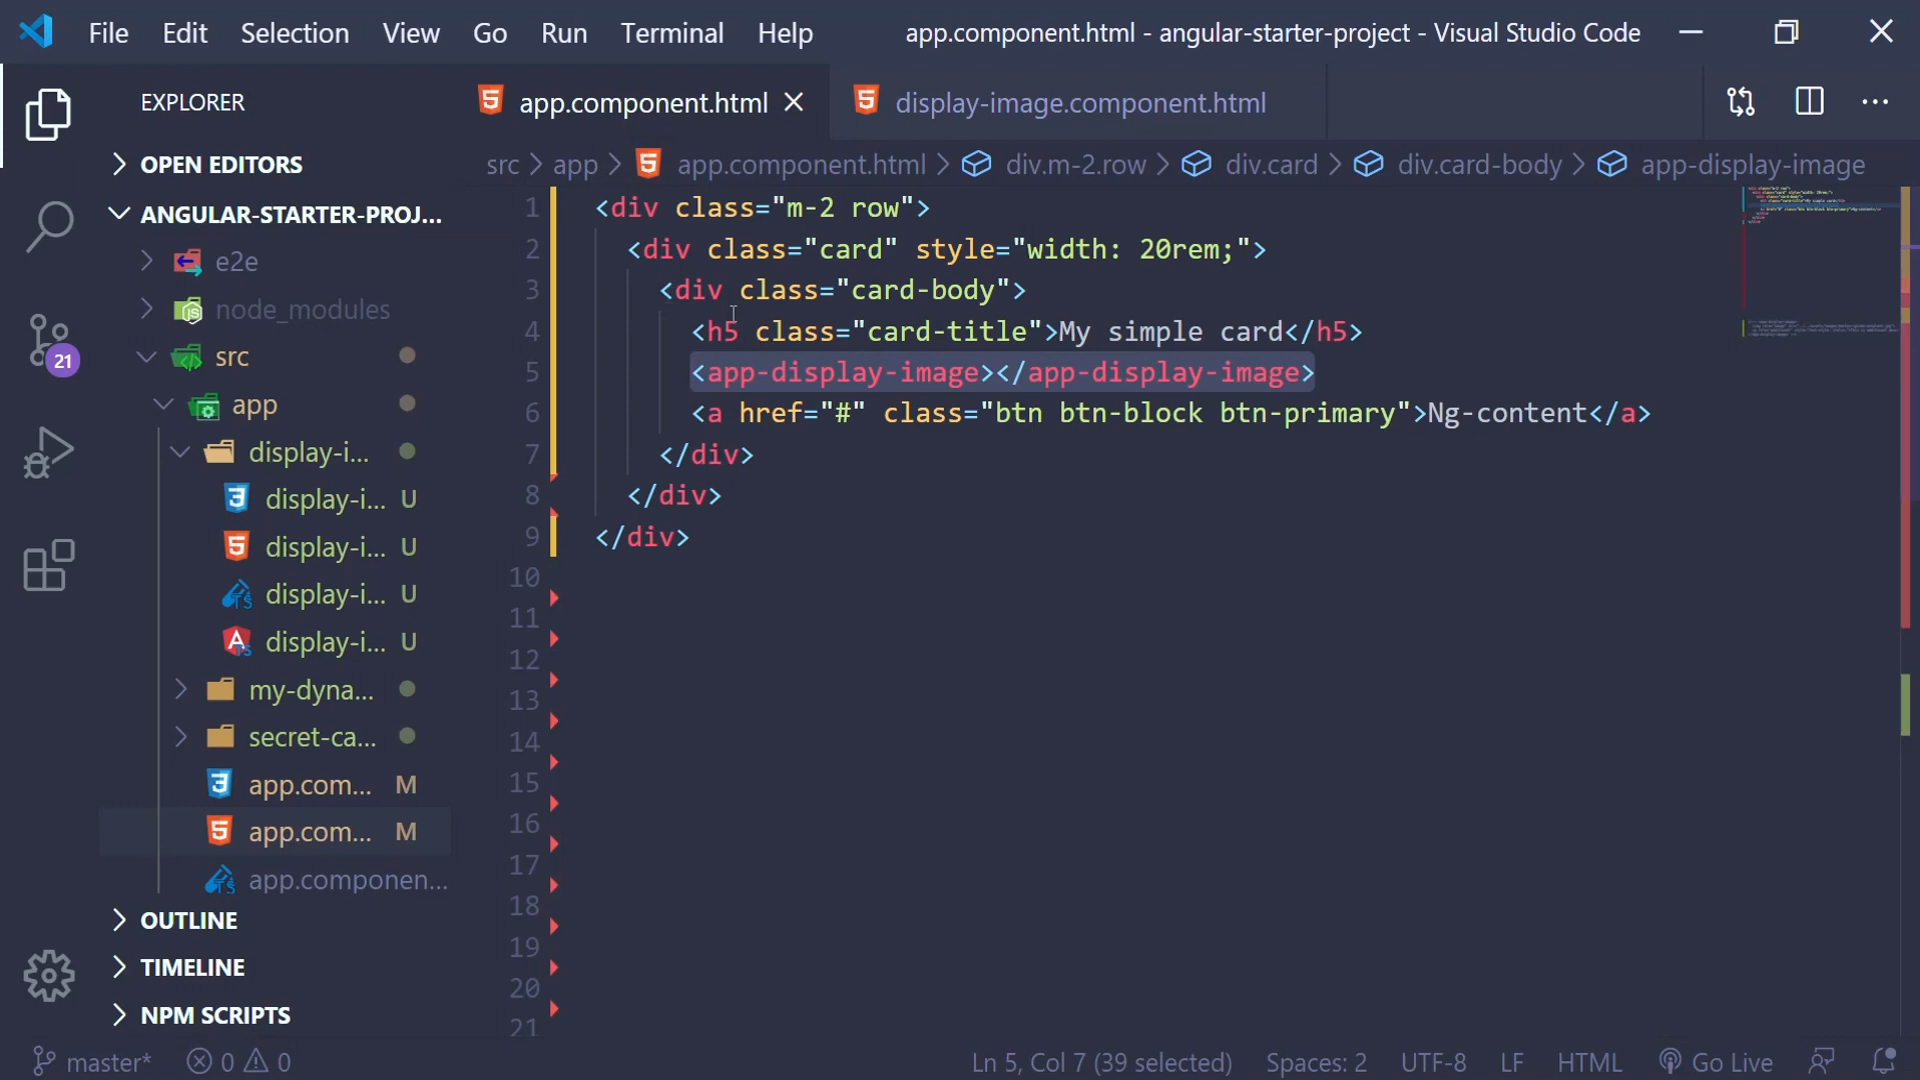 File Edit Selection View Go Run Terminal Help app.component.html - angular-starter-project - Visual Studio Code
EXPLORER
app.component.html
display-image.component.html
OPEN EDITORS
src > app > app.component.html > div.m-2.row > div.card > div.card-body > app-display-image
ANGULAR-STARTER-PROJ...
e2e
node_modules
src
app
display-i...
display-i... U
display-i... U
display-i... U
display-i... U
my-dyna...
secret-ca...
app.com... M
app.com... M
app.componen...
OUTLINE
TIMELINE
NPM SCRIPTS
21
1 <div class="m-2 row">
2 <div class="card" style="width: 20rem;">
3 <div class="card-body">
4 <h5 class="card-title">My simple card</h5>
5 <app-display-image></app-display-image>
6 <a href="#" class="btn btn-block btn-primary">Ng-content</a>
7 </div>
8 </div>
9 </div>
10
11
12
13
14
15
16
17
18
19
20
21
master* 0 0 Ln 5, Col 7 (39 selected) Spaces: 2 UTF-8 LF HTML Go Live